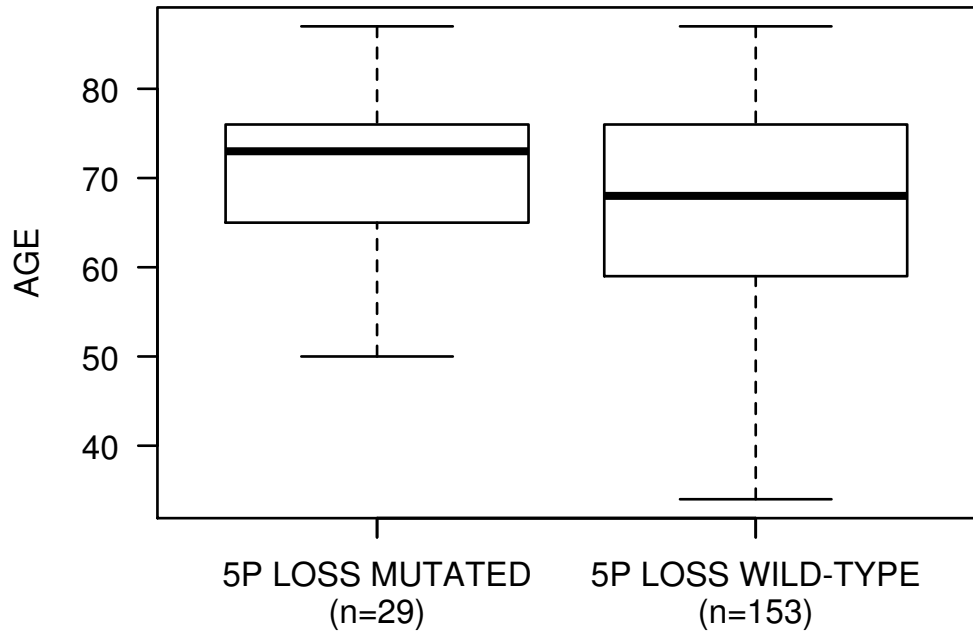 AGE
80
70
60
50
40
5P LOSS MUTATED
(n=29)
5P LOSS WILD-TYPE
(n=153)